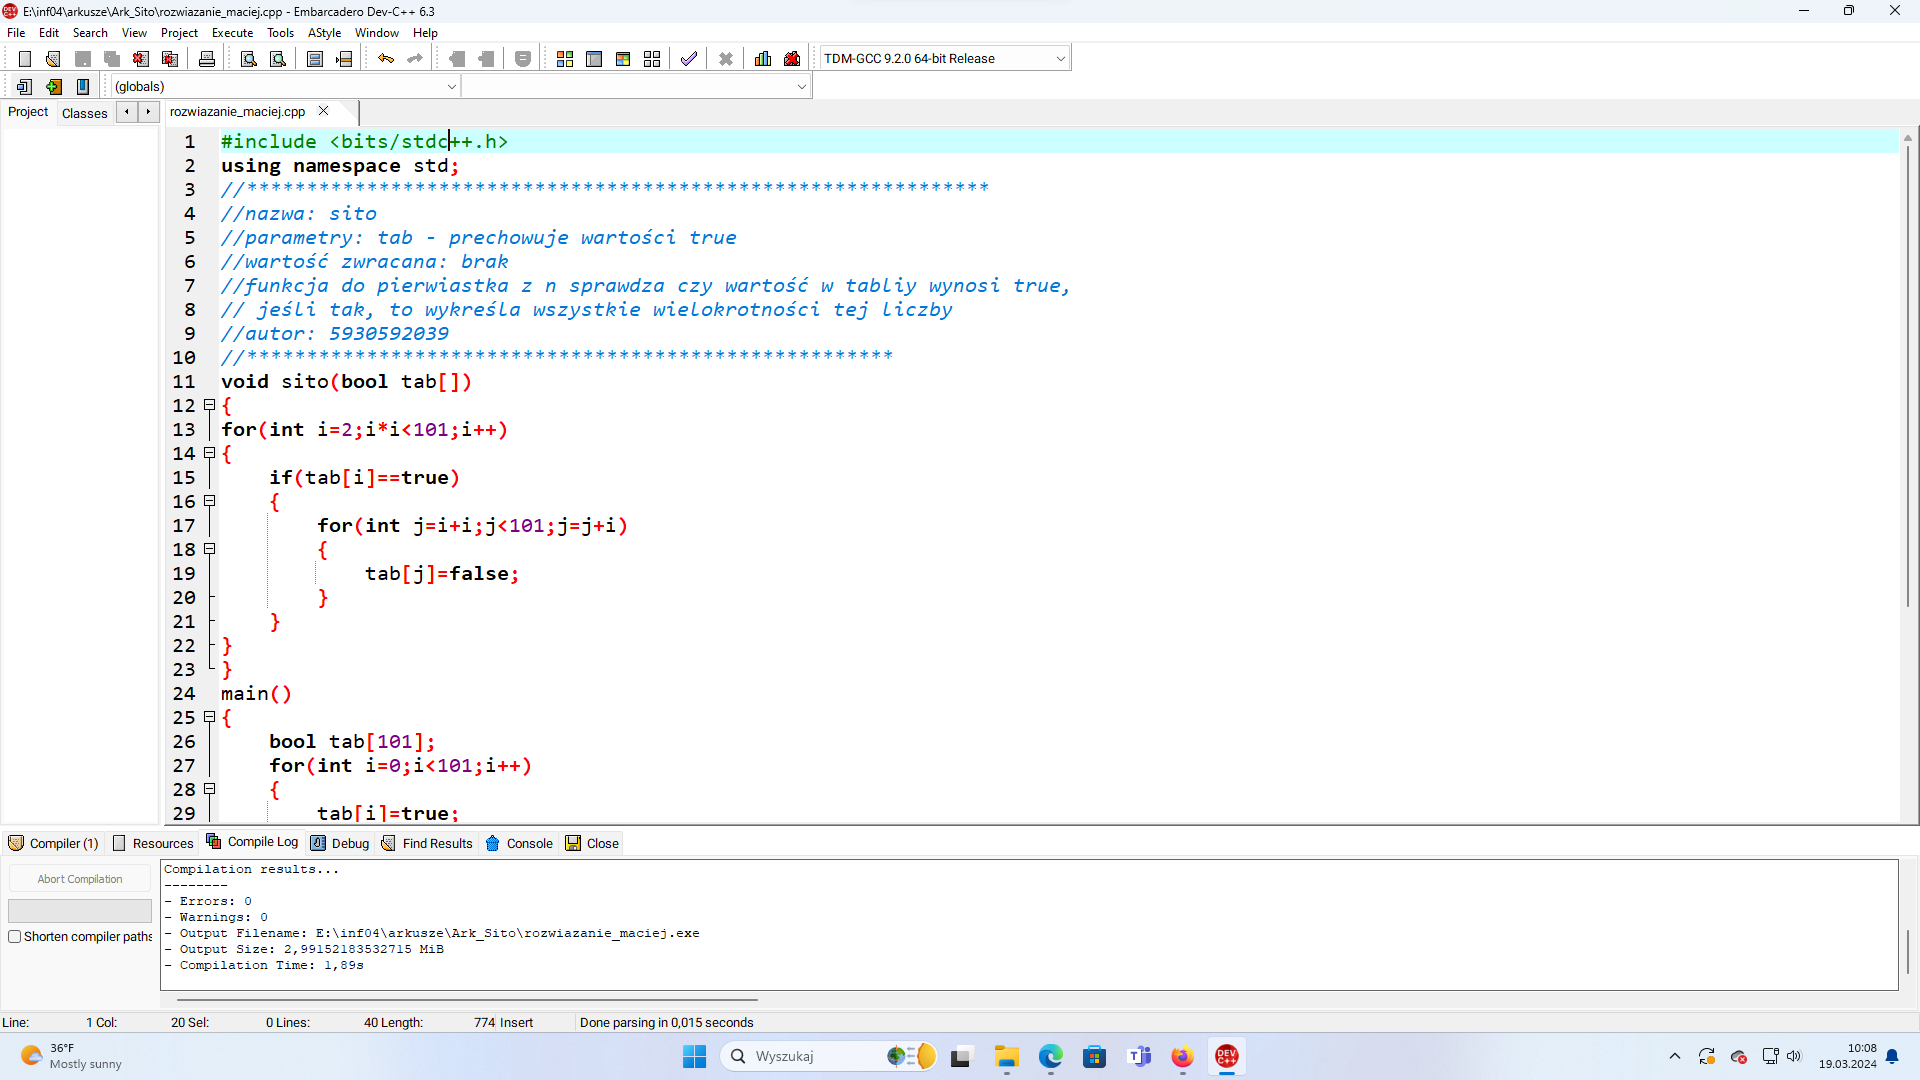 E:\inf04\arkusze\Ark_Sito\rozwiazanie_maciej.cpp - Embarcadero Dev-C++ 6.3
File Edit Search View Project Execute Tools AStyle Window Help
TDM-GCC 9.2.0 64-bit Release
(globals)
Project Classes rozwiazanie_maciej.cpp
1 #include <bits/stdc++.h>
2 using namespace std;
3 //**************************************************************
4 //nazwa: sito
5 //parametry: tab - prechowuje wartości true
6 //wartość zwracana: brak
7 //funkcja do pierwiastka z n sprawdza czy wartość w tabliy wynosi true,
8 // jeśli tak, to wykreśla wszystkie wielokrotności tej liczby
9 //autor: 5930592039
10 //******************************************************
11 void sito(bool tab[])
12 {
13 for(int i=2;i*i<101;i++)
14 {
15 if(tab[i]==true)
16 {
17 for(int j=i+i;j<101;j=j+i)
18 {
19 tab[j]=false;
20 }
21 }
22 }
23 }
24 main()
25 {
26 bool tab[101];
27 for(int i=0;i<101;i++)
28 {
29 tab[i]=true;
Compiler (1) Resources Compile Log Debug Find Results Console Close
Abort Compilation
Shorten compiler paths
Compilation results...
--------
- Errors: 0
- Warnings: 0
- Output Filename: E:\inf04\arkusze\Ark_Sito\rozwiazanie_maciej.exe
- Output Size: 2,99152183532715 MiB
- Compilation Time: 1,89s
Line: 1 Col: 20 Sel: 0 Lines: 40 Length: 774 Insert Done parsing in 0,015 seconds
36°F
Mostly sunny
Wyszukaj
DEV C++
10:08
19.03.2024